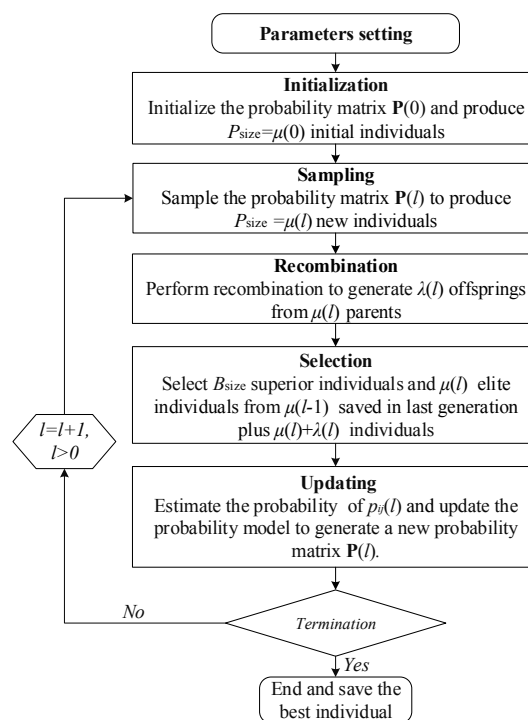 Parameters setting
Initialization
Initialize the probability matrix P(0) and produce
Psize=μ(0) initial individuals
Sampling
Sample the probability matrix P(l) to produce
Psize =μ(l) new individuals
Recombination
Perform recombination to generate λ(l) offsprings
from μ(l) parents
Selection
Select Bsize superior individuals and μ(l) elite
individuals from μ(l-1) saved in last generation
plus μ(l)+λ(l) individuals
l=l+1,
l>0
Updating
Estimate the probability of pij(l) and update the
probability model to generate a new probability
matrix P(l).
No
Termination
Yes
End and save the
best individual